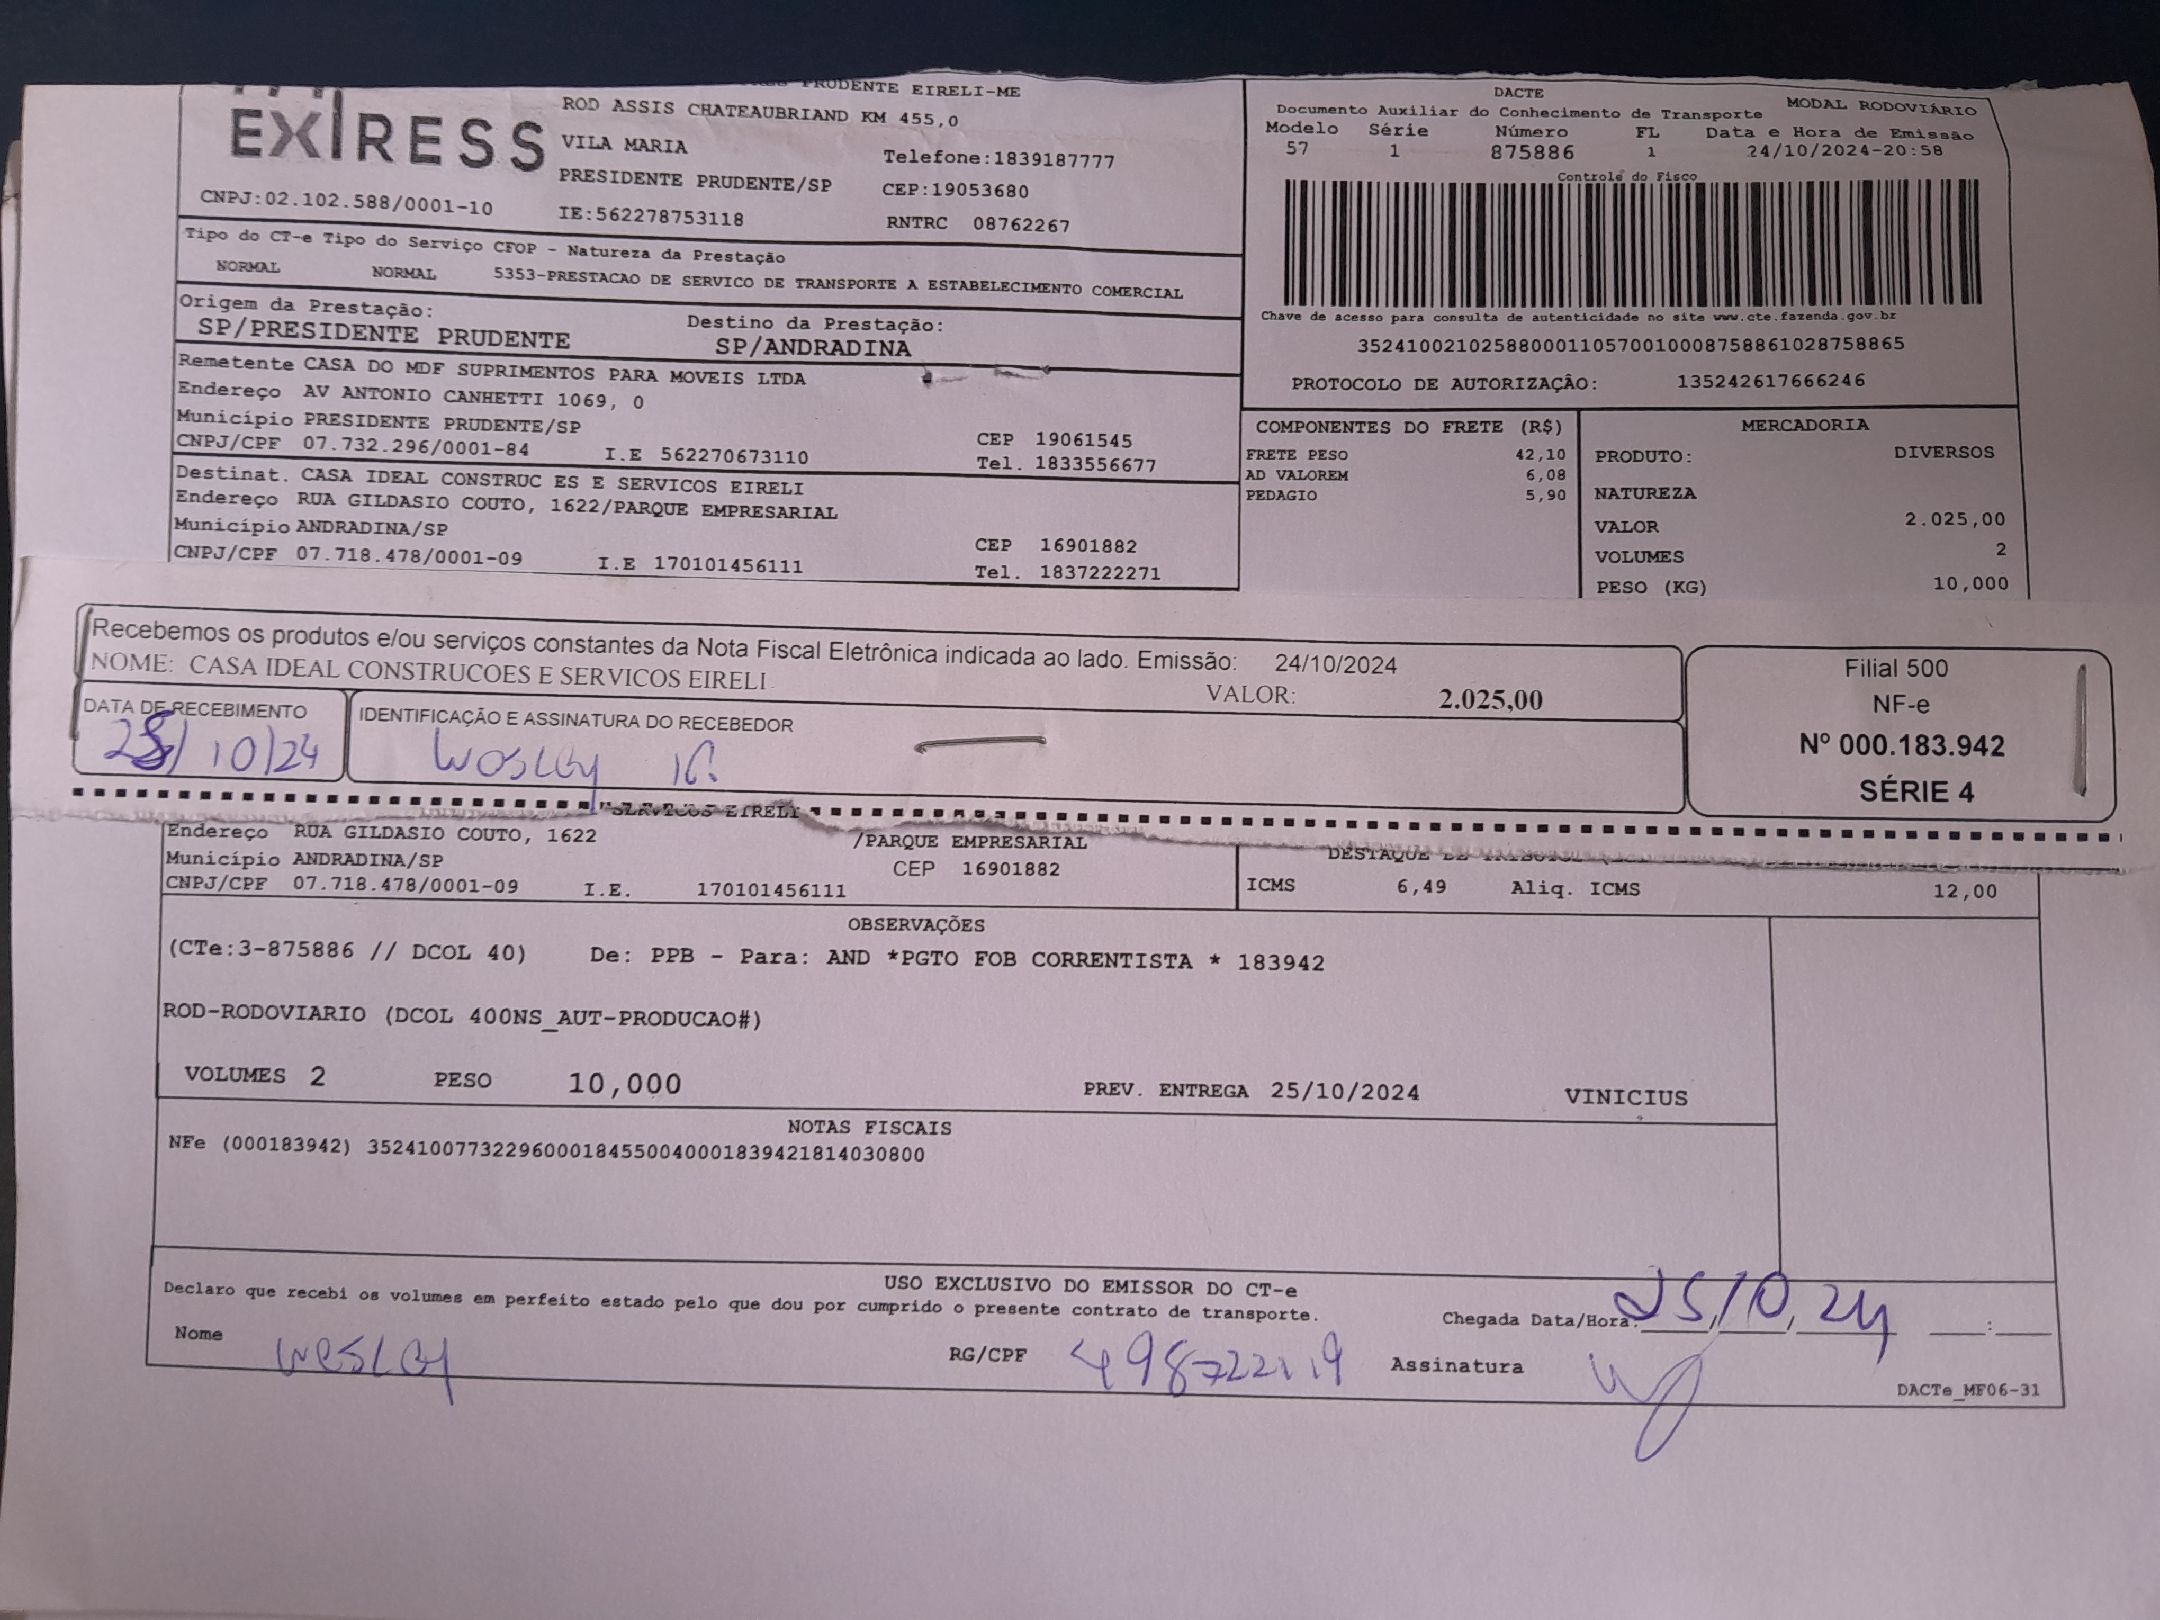 EXPRESS
PRUDENTE EIRELI-ME
ROD ASSIS CHATEAUBRIAND KM 455,0
VILA MARIA
Telefone:1839187777
PRESIDENTE PRUDENTE/SP
CEP:19053680
CNPJ:02.102.588/0001-10
IE:562278753118
RNTRC 08762267
DACTE
Documento Auxiliar do Conhecimento de Transporte
MODAL RODOVIÁRIO
Modelo Série Número FL Data e Hora de Emissão
57 1 875886 1 24/10/2024-20:58
Controle do Fisco
Chave de acesso para consulta de autenticidade no site www.cte.fazenda.gov.br
35241002102588000110570010008758861028758865
PROTOCOLO DE AUTORIZAÇÃO: 135242617666246
Tipo do CT-e Tipo do Serviço CFOP - Natureza da Prestação
NORMAL NORMAL 5353-PRESTACAO DE SERVICO DE TRANSPORTE A ESTABELECIMENTO COMERCIAL
Origem da Prestação: Destino da Prestação:
SP/PRESIDENTE PRUDENTE SP/ANDRADINA
Remetente CASA DO MDF SUPRIMENTOS PARA MOVEIS LTDA
Endereço AV ANTONIO CANHETTI 1069, 0
Município PRESIDENTE PRUDENTE/SP CEP 19061545
CNPJ/CPF 07.732.296/0001-84 I.E 562270673110 Tel. 1833556677
Destinat. CASA IDEAL CONSTRUC ES E SERVICOS EIRELI
Endereço RUA GILDASIO COUTO, 1622/PARQUE EMPRESARIAL
Município ANDRADINA/SP CEP 16901882
CNPJ/CPF 07.718.478/0001-09 I.E 170101456111 Tel. 1837222271
COMPONENTES DO FRETE (R$)
FRETE PESO 42,10
AD VALOREM 6,08
PEDAGIO 5,90
MERCADORIA
PRODUTO: DIVERSOS
NATUREZA
VALOR 2.025,00
VOLUMES 2
PESO (KG) 10,000
Recebemos os produtos e/ou serviços constantes da Nota Fiscal Eletrônica indicada ao lado. Emissão: 24/10/2024
NOME: CASA IDEAL CONSTRUCOES E SERVICOS EIRELI
VALOR: 2.025,00
DATA DE RECEBIMENTO
25/10/24
IDENTIFICAÇÃO E ASSINATURA DO RECEBEDOR
Wesley
Filial 500
NF-e
Nº 000.183.942
SÉRIE 4
SERVICOS EIRELI
Endereço RUA GILDASIO COUTO, 1622 /PARQUE EMPRESARIAL
Município ANDRADINA/SP CEP 16901882
CNPJ/CPF 07.718.478/0001-09 I.E. 170101456111
DESTAQUE DE
ICMS 6,49 Aliq. ICMS 12,00
OBSERVAÇÕES
(CTe:3-875886 // DCOL 40) De: PPB - Para: AND *PGTO FOB CORRENTISTA * 183942
ROD-RODOVIARIO (DCOL 400NS_AUT-PRODUCAO#)
VOLUMES 2 PESO 10,000 PREV. ENTREGA 25/10/2024 VINICIUS
NOTAS FISCAIS
NFe (000183942) 35241007732296000184550040001839421814030800
USO EXCLUSIVO DO EMISSOR DO CT-e
Declaro que recebi os volumes em perfeito estado pelo que dou por cumprido o presente contrato de transporte.
Chegada Data/Hora: 25/10/24 __:__
Nome Wesley RG/CPF Assinatura
DACTe_MF06-31